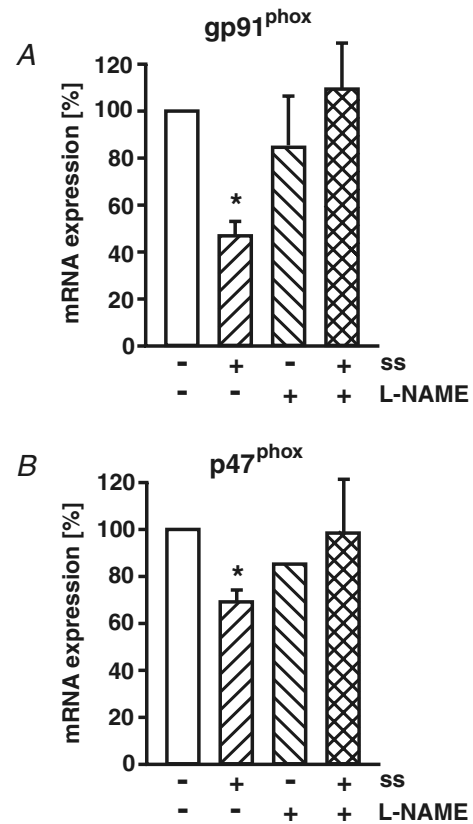 gp91phox
A
mRNA expression [%]
120
100
80
60
40
20
0
*
- + - + ss
- - + + L-NAME
p47phox
B
mRNA expression [%]
120
100
80
60
40
20
0
*
- + - + ss
- - + + L-NAME